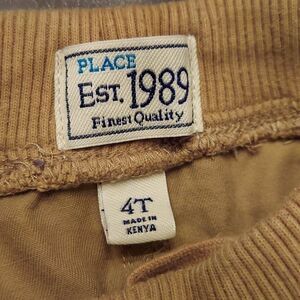 PLACE
EST. 1989
Finest Quality
4T
MADE IN
KENYA